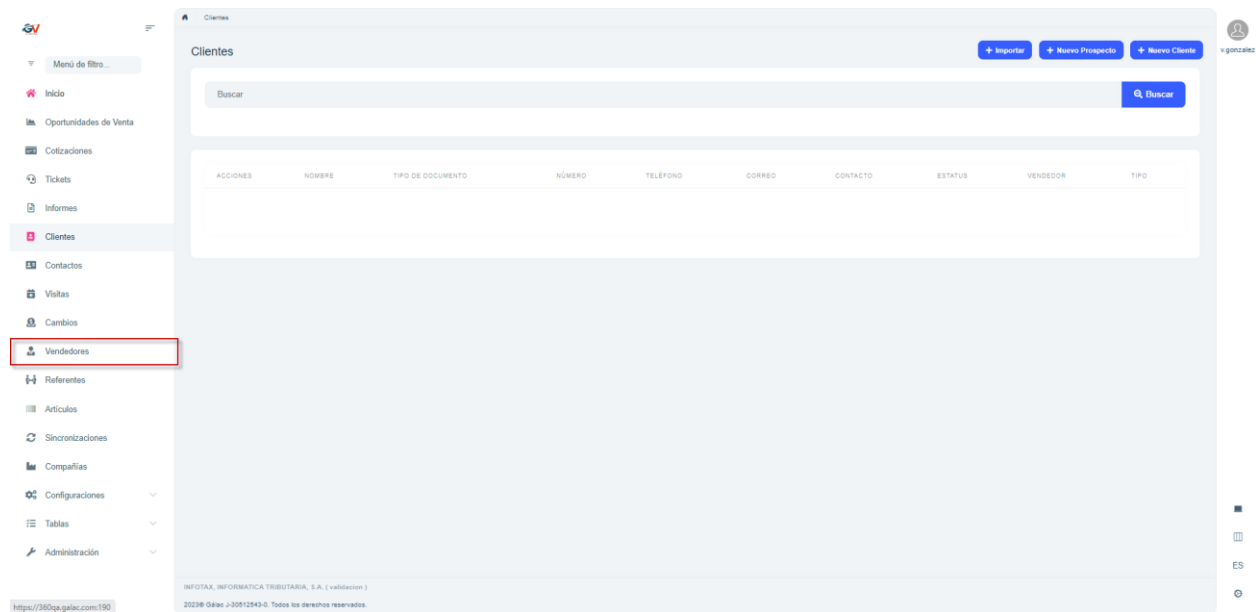 GV
Clientes
v.gonzalez
Clientes
+ Importar
+ Nuevo Prospecto
+ Nuevo Cliente
Menú de filtro...
Inicio
Buscar
Buscar
Oportunidades de Venta
Cotizaciones
Tickets
ACCIONES NOMBRE TIPO DE DOCUMENTO NÚMERO TELÉFONO CORREO CONTACTO ESTATUS VENDEDOR TIPO
Informes
Clientes
Contactos
Visitas
Cambios
Vendedores
Referentes
Artículos
Sincronizaciones
Compañías
Configuraciones
Tablas
Administración
ES
INFOTAX, INFORMATICA TRIBUTARIA, S.A. ( validacion )
2023® Gálac J-30512543-0. Todos los derechos reservados.
https://360qa.galac.com:190